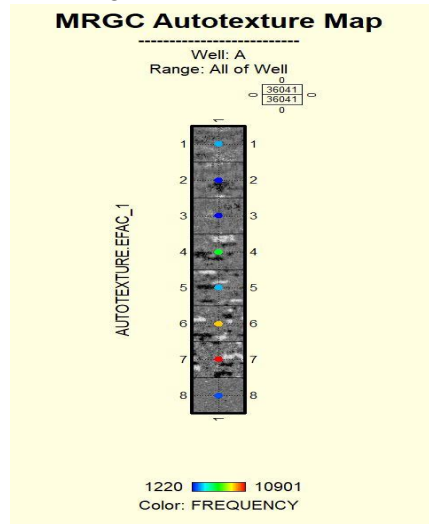 MRGC Autotexture Map
---------------------------
Well: A
Range: All of Well
0
36041
0 36041 0
0
1 1
2 2
3 3
4 4
5 5
6 6
7 7
8 8
AUTOTEXTURE.EFAC_1
1220 10901
Color: FREQUENCY